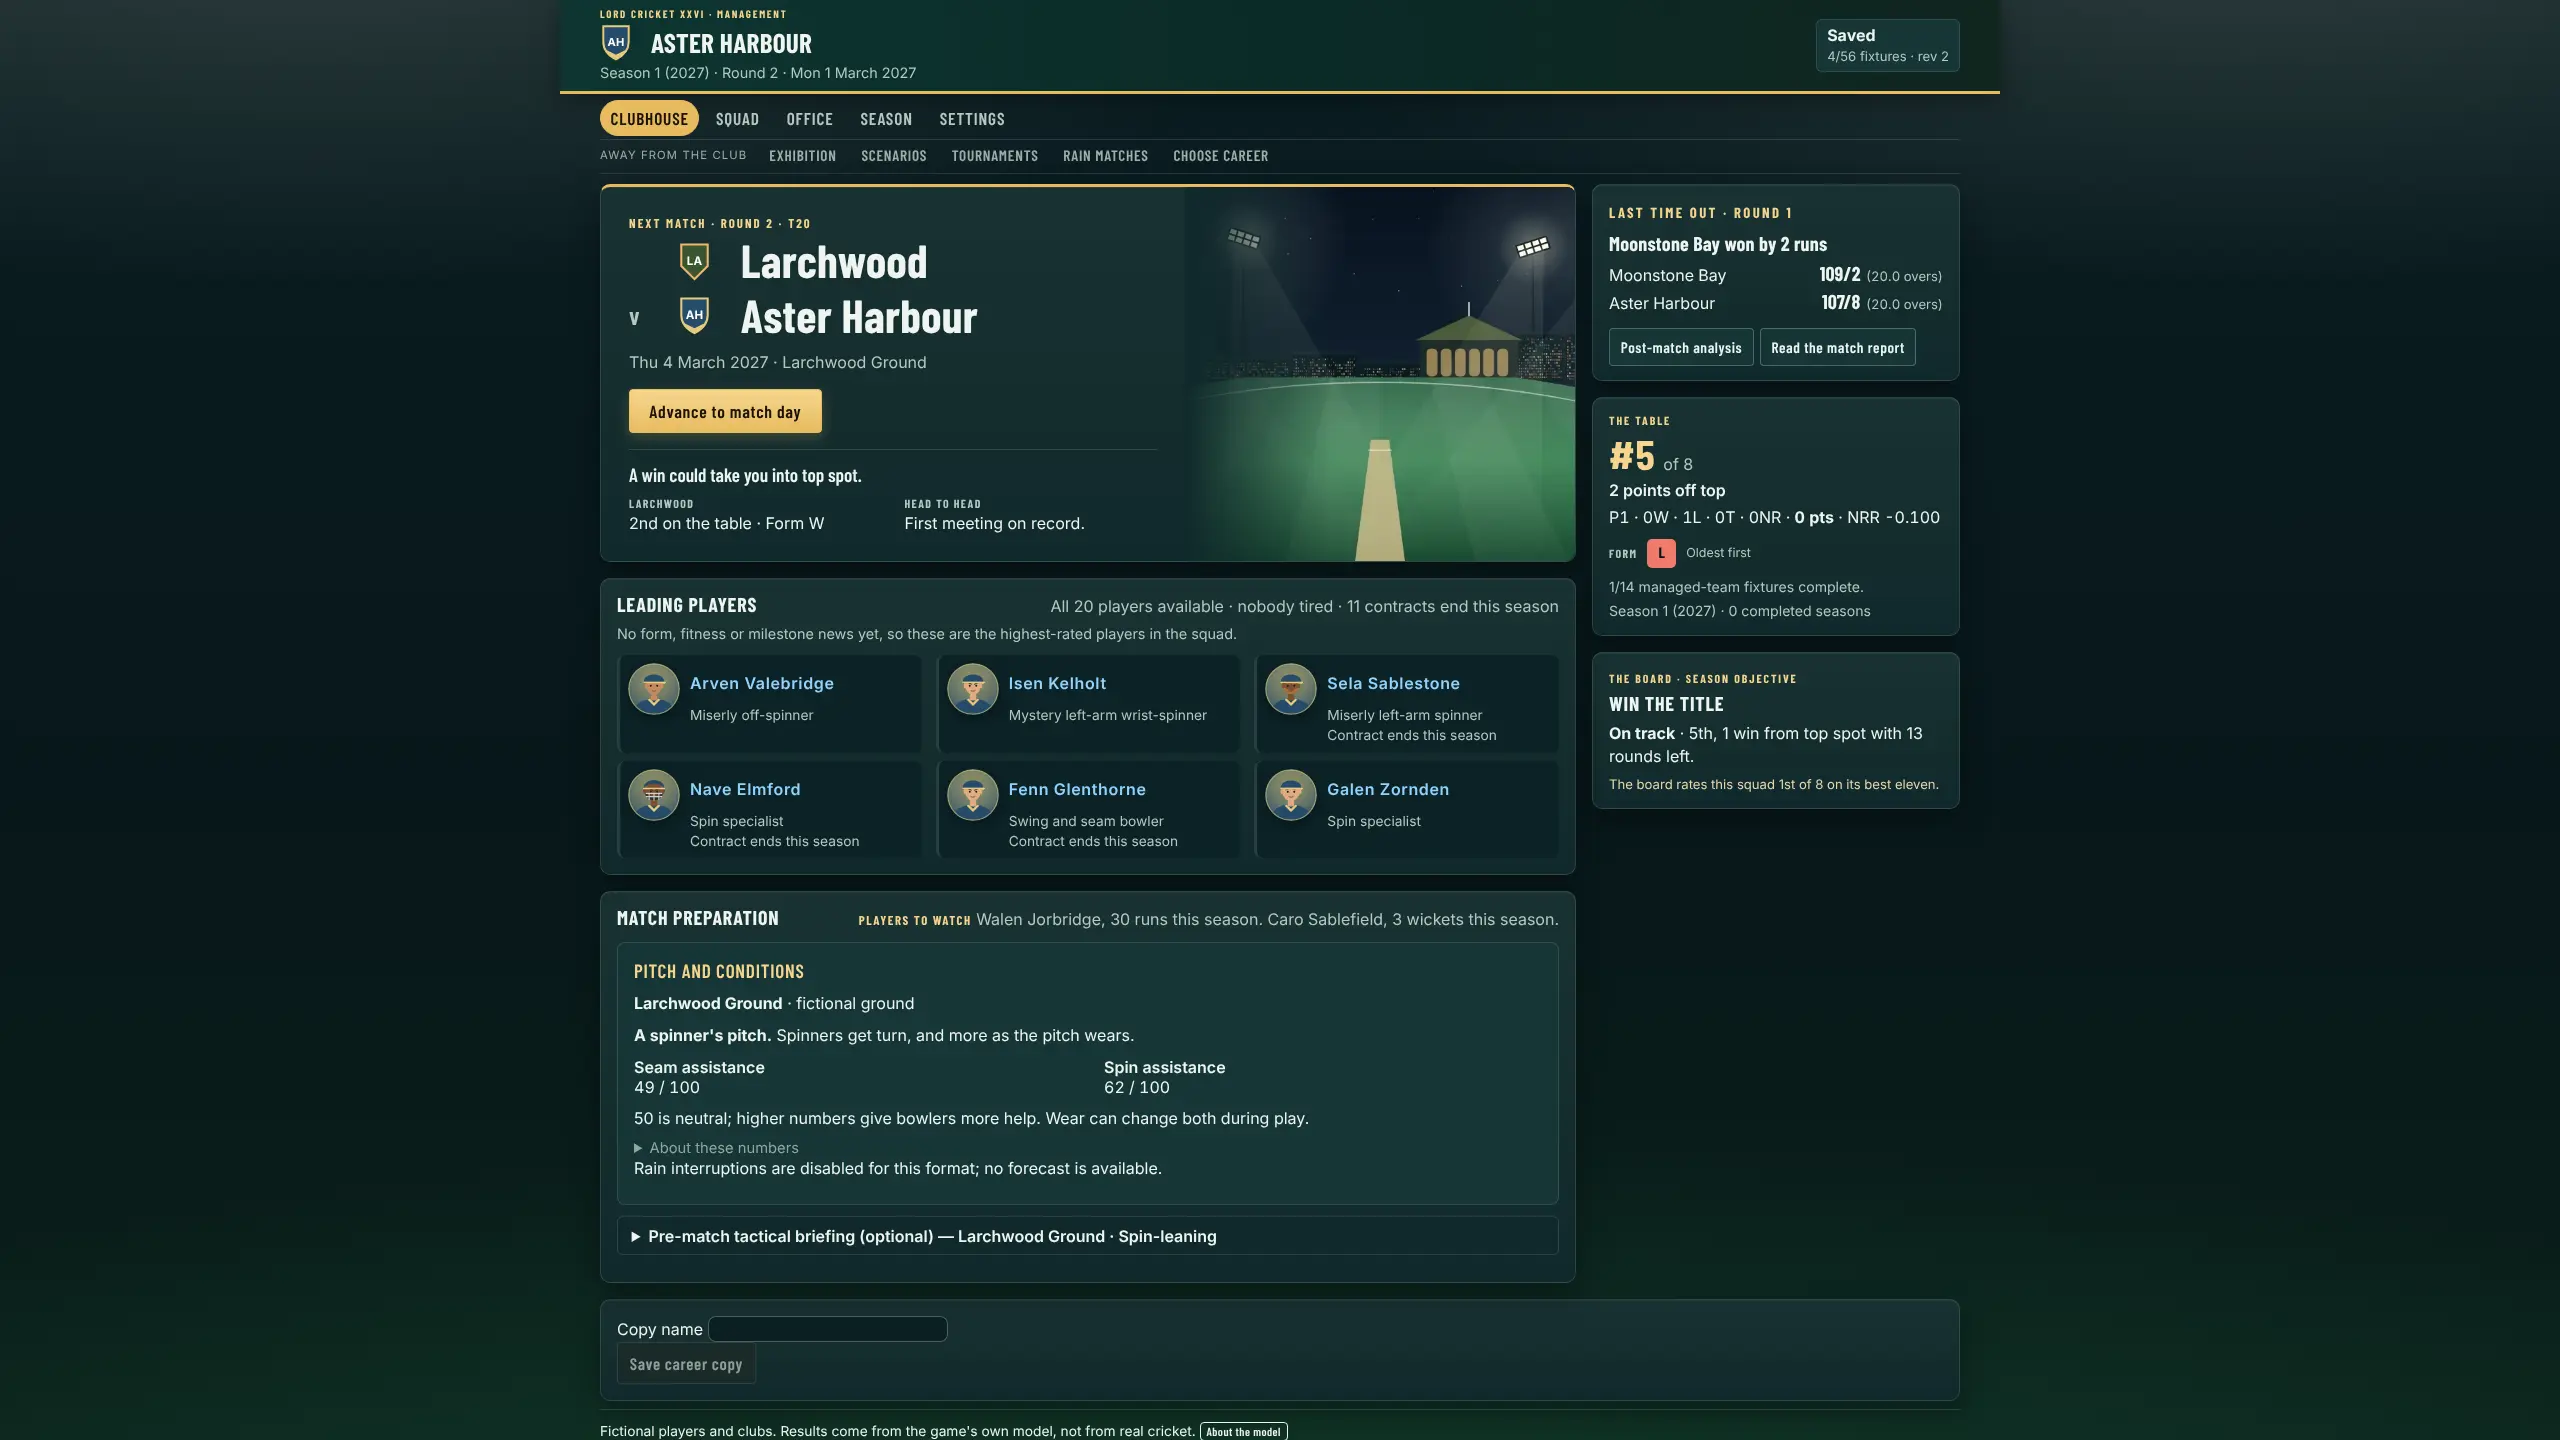 LORD CRICKET XXVI · MANAGEMENT
AH ASTER HARBOUR
Season 1 (2027) · Round 2 · Mon 1 March 2027
Saved
4/56 fixtures · rev 2
CLUBHOUSE SQUAD OFFICE SEASON SETTINGS
AWAY FROM THE CLUB EXHIBITION SCENARIOS TOURNAMENTS RAIN MATCHES CHOOSE CAREER
NEXT MATCH · ROUND 2 · T20
LA Larchwood
v AH Aster Harbour
Thu 4 March 2027 · Larchwood Ground
Advance to match day
A win could take you into top spot.
LARCHWOOD
2nd on the table · Form W
HEAD TO HEAD
First meeting on record.
LAST TIME OUT · ROUND 1
Moonstone Bay won by 2 runs
Moonstone Bay 109/2 (20.0 overs)
Aster Harbour 107/8 (20.0 overs)
Post-match analysis Read the match report
THE TABLE
#5 of 8
2 points off top
P1 · 0W · 1L · 0T · 0NR · 0 pts · NRR -0.100
FORM L Oldest first
1/14 managed-team fixtures complete.
Season 1 (2027) · 0 completed seasons
THE BOARD · SEASON OBJECTIVE
WIN THE TITLE
On track · 5th, 1 win from top spot with 13
rounds left.
The board rates this squad 1st of 8 on its best eleven.
LEADING PLAYERS
All 20 players available · nobody tired · 11 contracts end this season
No form, fitness or milestone news yet, so these are the highest-rated players in the squad.
Arven Valebridge
Miserly off-spinner
Isen Kelholt
Mystery left-arm wrist-spinner
Sela Sablestone
Miserly left-arm spinner
Contract ends this season
Nave Elmford
Spin specialist
Contract ends this season
Fenn Glenthorne
Swing and seam bowler
Contract ends this season
Galen Zornden
Spin specialist
MATCH PREPARATION
PLAYERS TO WATCH Walen Jorbridge, 30 runs this season. Caro Sablefield, 3 wickets this season.
PITCH AND CONDITIONS
Larchwood Ground · fictional ground
A spinner's pitch. Spinners get turn, and more as the pitch wears.
Seam assistance
49 / 100
Spin assistance
62 / 100
50 is neutral; higher numbers give bowlers more help. Wear can change both during play.
▶ About these numbers
Rain interruptions are disabled for this format; no forecast is available.
▶ Pre-match tactical briefing (optional) — Larchwood Ground · Spin-leaning
Copy name
Save career copy
Fictional players and clubs. Results come from the game's own model, not from real cricket. About the model